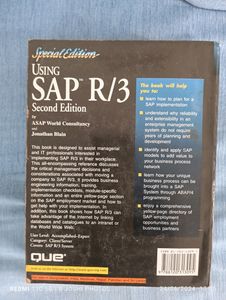 Special Edition
USING
SAP™ R/3
Second Edition
by
ASAP World Consultancy
and
Jonathan Blain
This book is designed to assist managerial
and IT professionals interested in
implementing SAP R/3 in their workplace.
This all-encompassing reference discusses
the critical management decisions and
considerations associated with moving a
company to SAP R/3. It provides business
engineering information, training,
implementation checklists, module-specific
information and an entire yellow-page section
on the SAP employment market and how to
get help with your implementation. In
addition, this book shows how SAP R/3 can
take advantage of the Internet by linking
databases and catalogues to an intranet or
the World Wide Web.
User Level: Accomplished-Expert
Category: Client/Server
Covers: SAP R/3 System
que
The book will help
you to:
learn how to plan for a
SAP implementation
understand why reliability
and extensibility in an
enterprise management
system do not require
years of planning and
development
identify and apply SAP
models to add value to
your business process
network
learn how your unique
business process can be
brought into a SAP
System through ABAP/4
programming
enjoy a comprehensive
yellow-page directory of
SAP employment
opportunities and
business partners